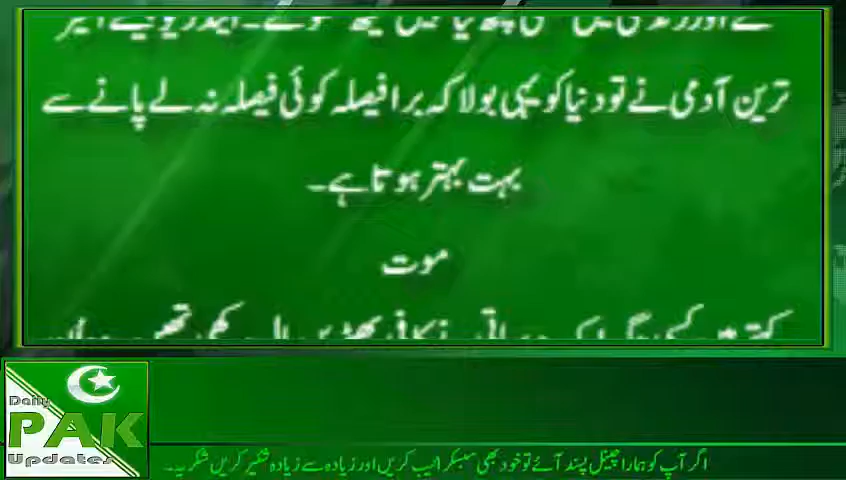 ترین آدمی نے تو دنیا کو یہی بولا کہ برا فیصلہ کوئی فیصلہ نہ لے پانے سے
بہت بہتر ہوتا ہے۔
موت
Daily
PAK
Updates
اگر آپ کو ہمارا چینل پسند آئے تو خود بھی سبسکرائیب کریں اور زیادہ سے زیادہ شئیر کریں شکریہ۔